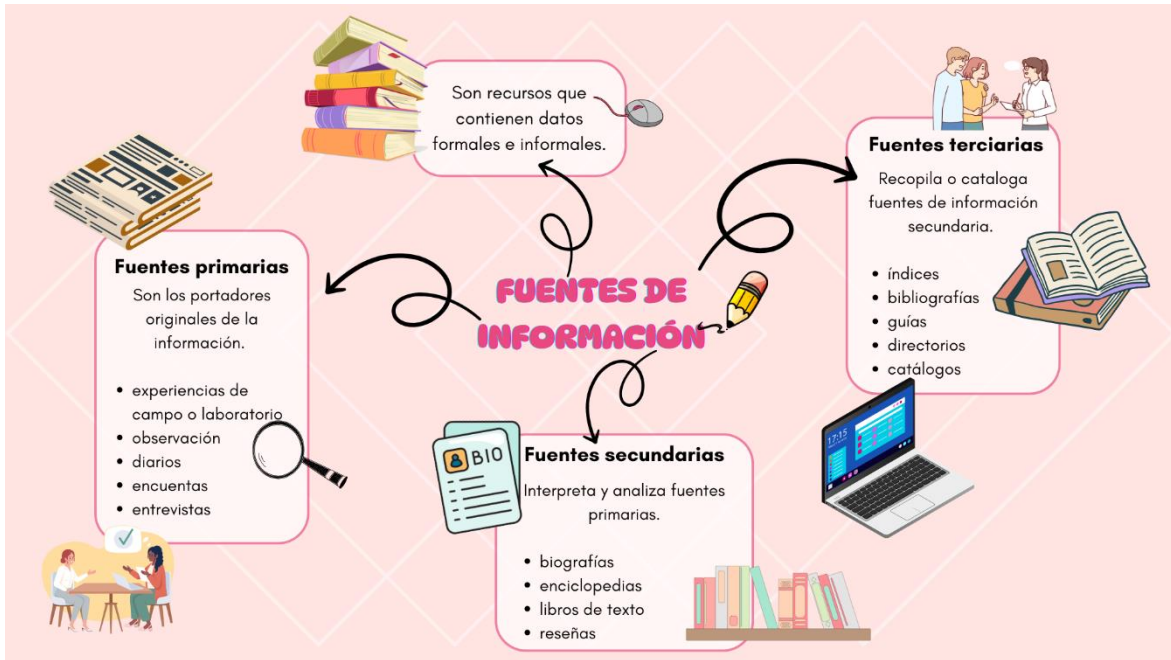 Son recursos que
contienen datos
formales e informales.
Fuentes terciarias
Recopila o cataloga
fuentes de información
secundaria.
• índices
• bibliografías
• guías
• directorios
• catálogos
Fuentes primarias
Son los portadores
originales de la
información.
• experiencias de
campo o laboratorio
• observación
• diarios
• encuentas
• entrevistas
FUENTES DE
INFORMACIÓN
17:15
BIO
Fuentes secundarias
Interpreta y analiza fuentes
primarias.
• biografías
• enciclopedias
• libros de texto
• reseñas